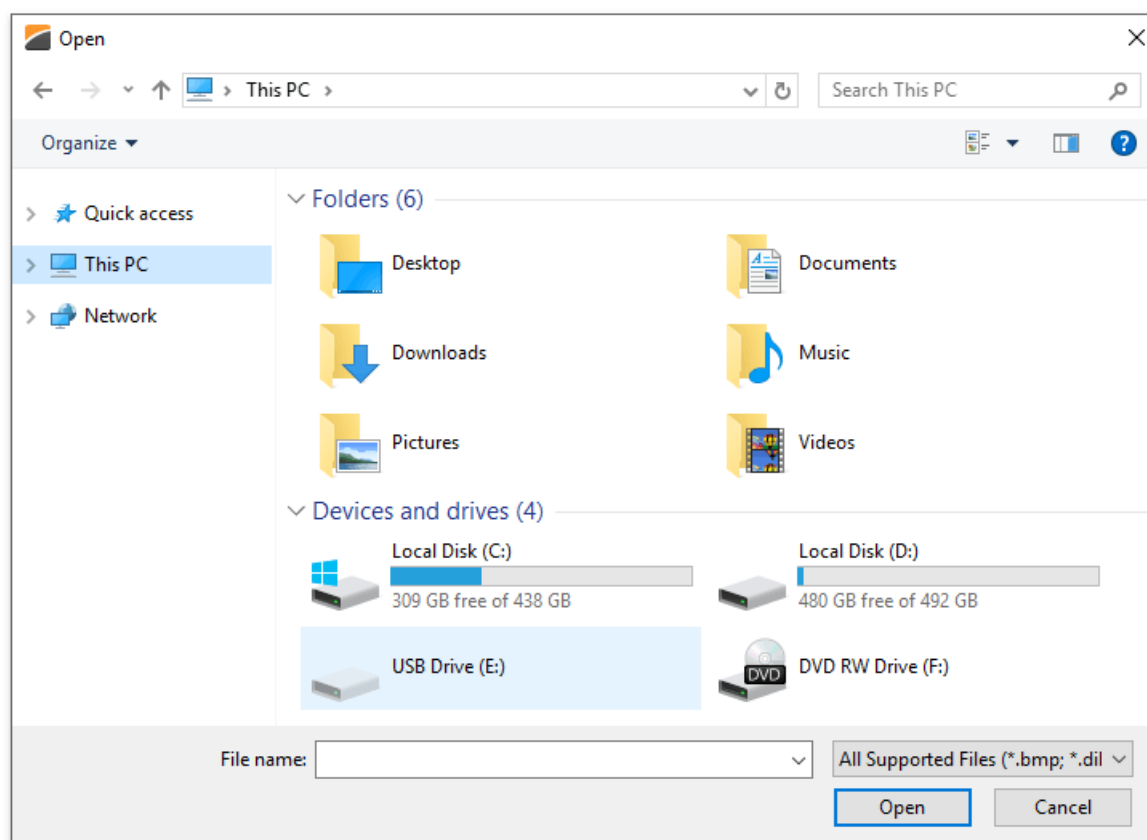 Open
This PC
Search This PC
Organize
Quick access
This PC
Network
Folders (6)
Desktop
Documents
Downloads
Music
Pictures
Videos
Devices and drives (4)
Local Disk (C:)
309 GB free of 438 GB
Local Disk (D:)
480 GB free of 492 GB
USB Drive (E:)
DVD RW Drive (F:)
DVD
File name:
All Supported Files (*.bmp; *.dil
Open
Cancel